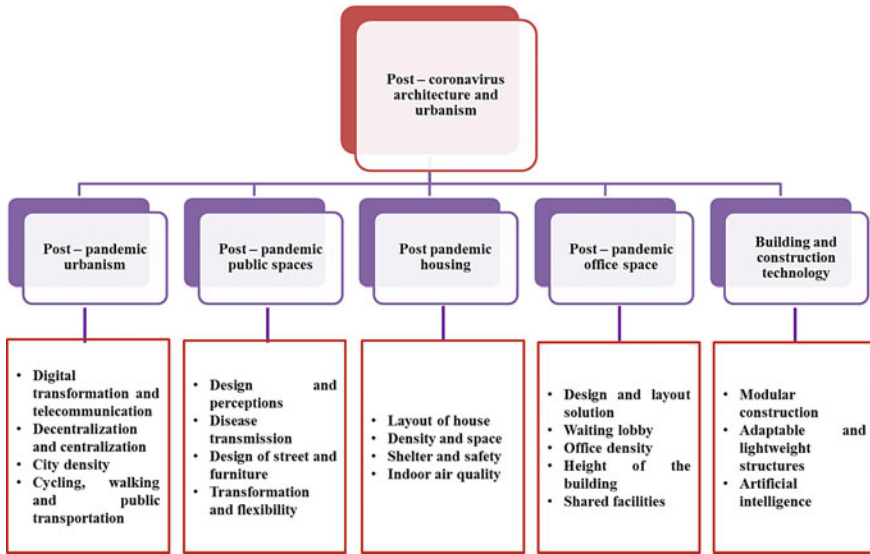 Post – coronavirus
architecture and
urbanism
Post – pandemic
urbanism
Post – pandemic
public spaces
Post pandemic
housing
Post – pandemic
office space
Building and
construction
technology
• Digital
transformation and
telecommunication
• Decentralization
and centralization
• City density
• Cycling, walking
and public
transportation
• Design and
perceptions
• Disease
transmission
• Design of street and
furniture
• Transformation
and flexibility
• Layout of house
• Density and space
• Shelter and safety
• Indoor air quality
• Design and layout
solution
• Waiting lobby
• Office density
• Height of the
building
• Shared facilities
• Modular
construction
• Adaptable and
lightweight
structures
• Artificial
intelligence